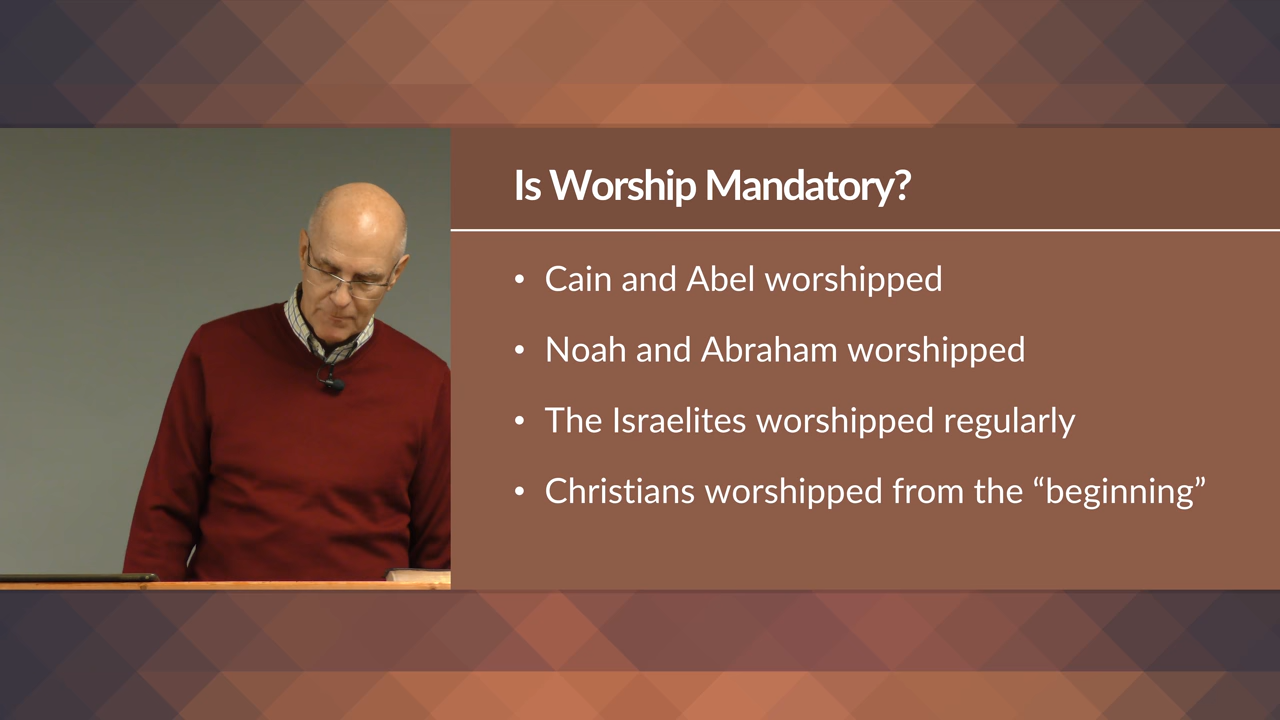 Is Worship Mandatory?
• Cain and Abel worshipped
• Noah and Abraham worshipped
• The Israelites worshipped regularly
• Christians worshipped from the “beginning”